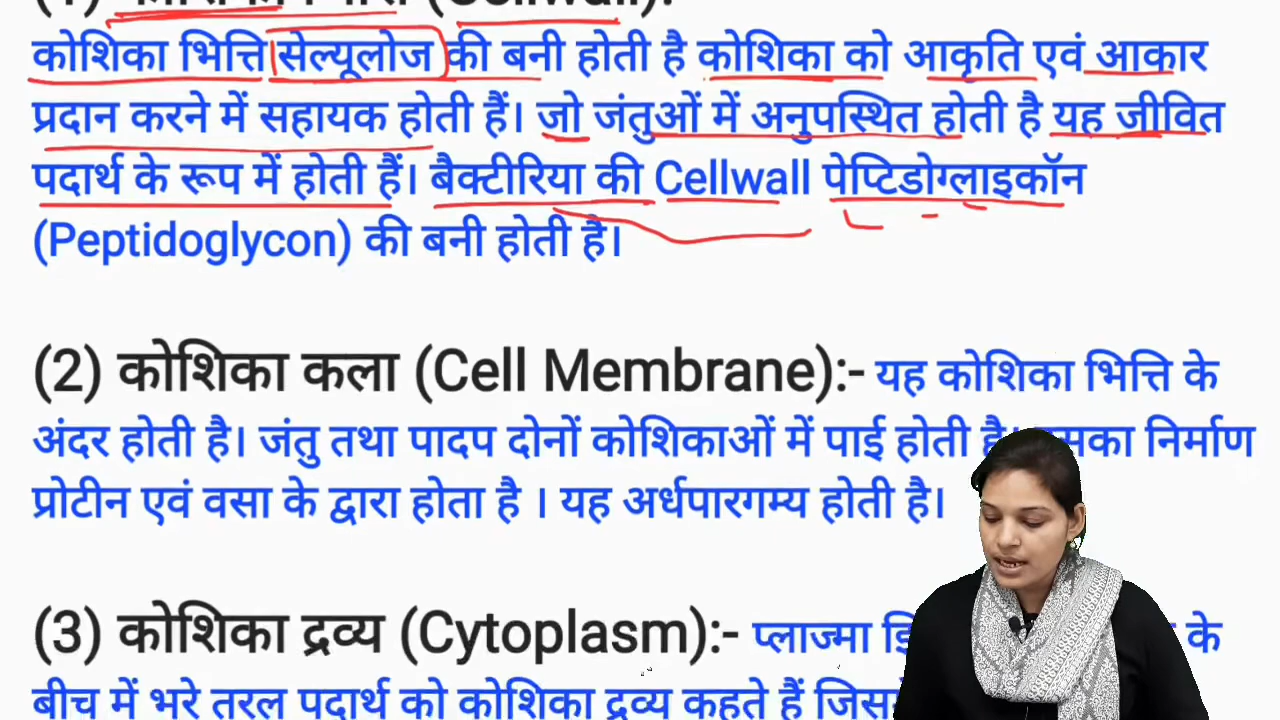 (Cellwall):
कोशिका भित्ति सेल्यूलोज की बनी होती है कोशिका को आकृति एवं आकार
प्रदान करने में सहायक होती हैं। जो जंतुओं में अनुपस्थित होती है यह जीवित
पदार्थ के रूप में होती हैं। बैक्टीरिया की Cellwall पेप्टिडोग्लाइकॉन
(Peptidoglycon) की बनी होती है।
(2) कोशिका कला (Cell Membrane):- यह कोशिका भित्ति के
अंदर होती है। जंतु तथा पादप दोनों कोशिकाओं में पाई होती है। निर्माण
प्रोटीन एवं वसा के द्वारा होता है । यह अर्धपारगम्य होती है।
(3) कोशिका द्रव्य (Cytoplasm):- प्लाज्मा के
बीच में भरे तरल पदार्थ को कोशिका द्रव्य कहते हैं